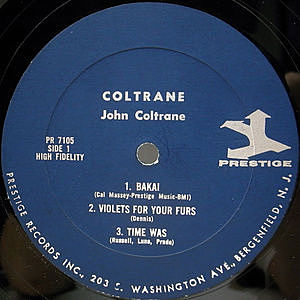 COLTRANE
John Coltrane
PR 7105
SIDE 1
HIGH FIDELITY
PRESTIGE
1. BAKAI
(Cal Massey-Prestige Music-BMI)
2. VIOLETS FOR YOUR FURS
(Dennis)
3. TIME WAS
(Russell, Luna, Prado)
PRESTIGE RECORDS INC., 203 S. WASHINGTON AVE., BERGENFIELD, N. J.